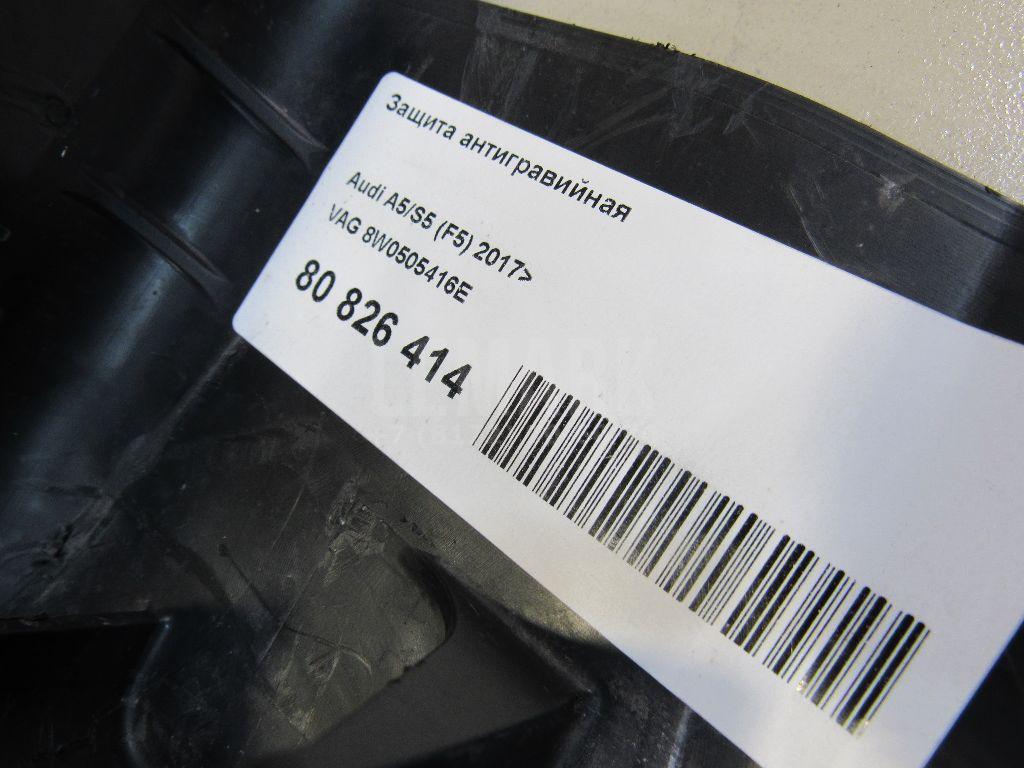 Защита антигравийная
Audi A5/S5 (F5) 2017>
VAG 8W0505416E
80 826 414